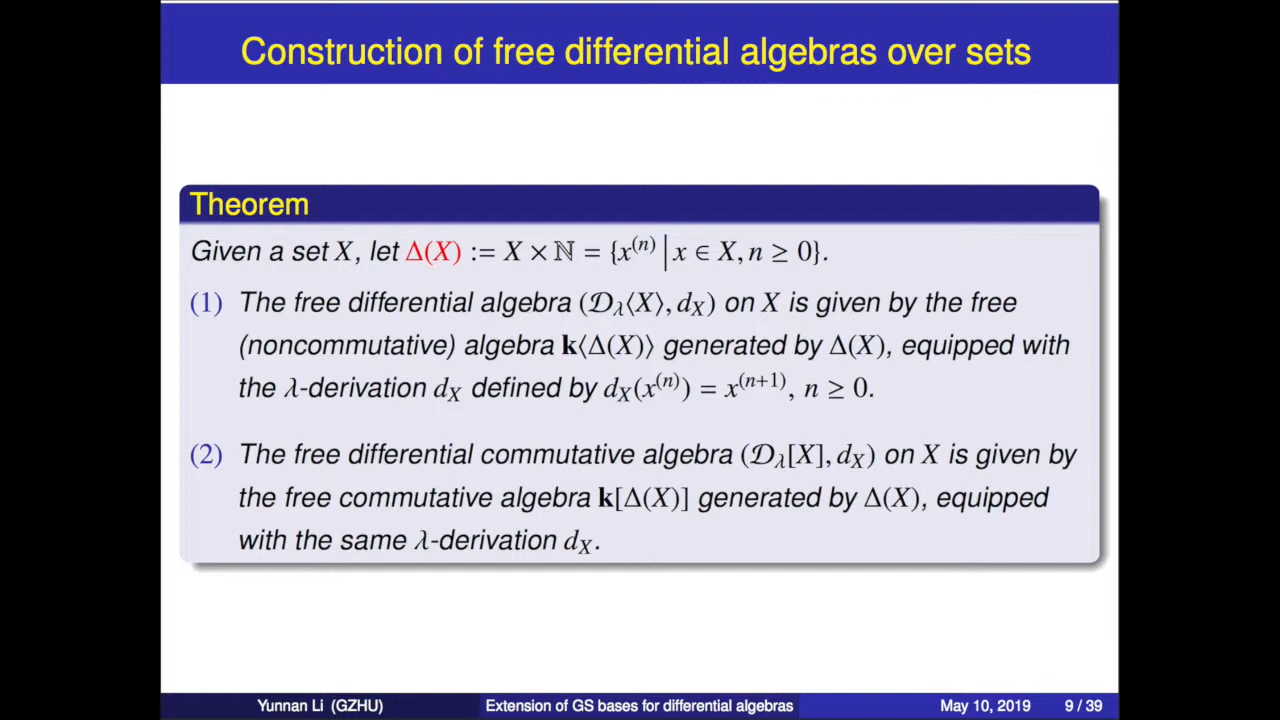 Construction of free differential algebras over sets
Theorem
Given a set X, let Δ(X) := X × ℕ = {x⁽ⁿ⁾ | x ∈ X, n ≥ 0}.
(1) The free differential algebra (𝒟_λ⟨X⟩, d_X) on X is given by the free
(noncommutative) algebra 𝐤⟨Δ(X)⟩ generated by Δ(X), equipped with
the λ-derivation d_X defined by d_X(x⁽ⁿ⁾) = x⁽ⁿ⁺¹⁾, n ≥ 0.
(2) The free differential commutative algebra (𝒟_λ[X], d_X) on X is given by
the free commutative algebra 𝐤[Δ(X)] generated by Δ(X), equipped
with the same λ-derivation d_X.
Yunnan Li (GZHU) Extension of GS bases for differential algebras May 10, 2019 9 / 39